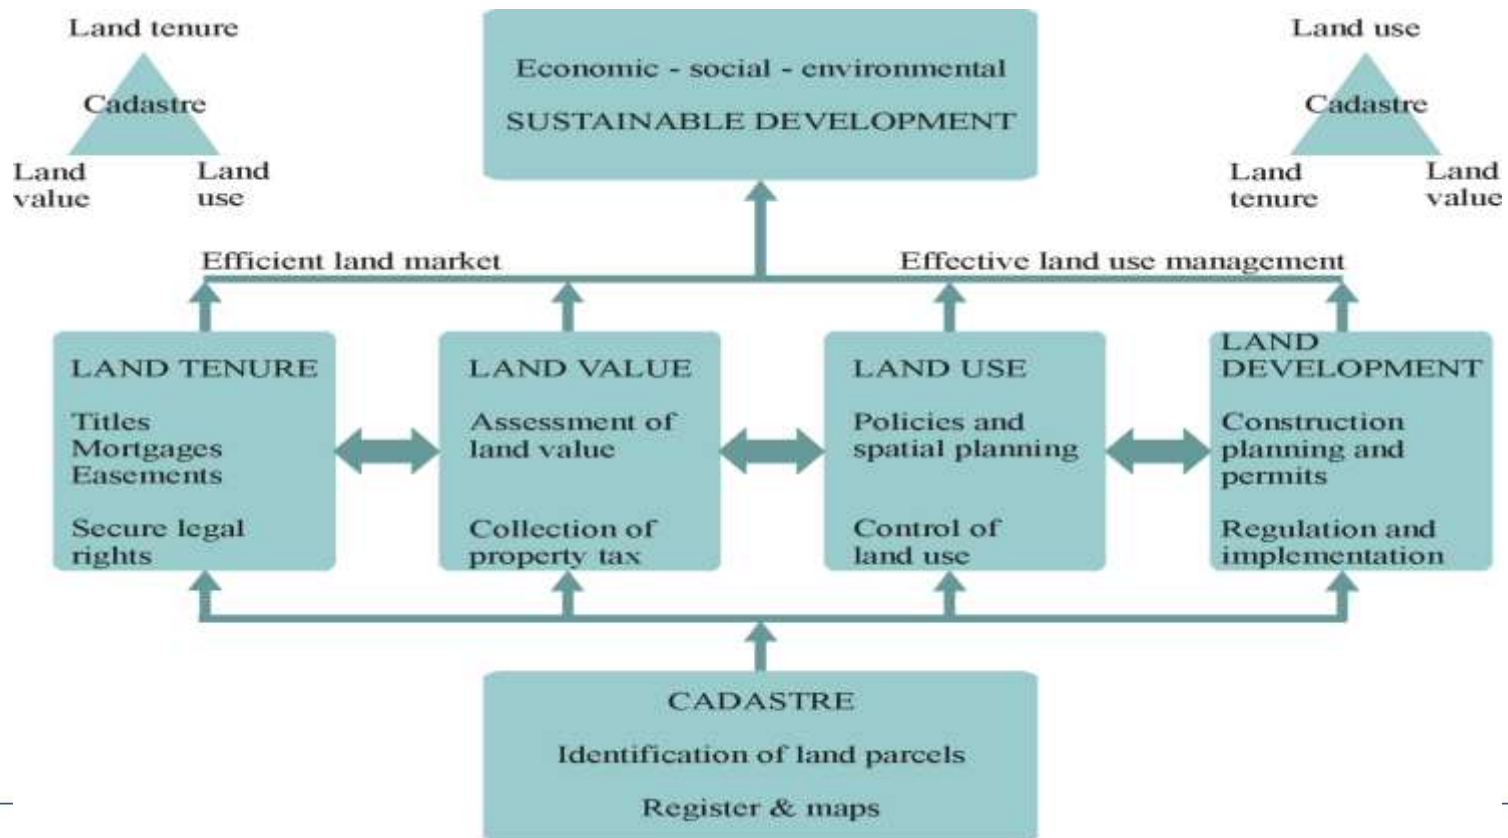 Land tenure
Cadastre
Land
value
Land
use
Economic - social - environmental
SUSTAINABLE DEVELOPMENT
Land use
Cadastre
Land
tenure
Land
value
Efficient land market
Effective land use management
LAND TENURE
Titles
Mortgages
Easements
Secure legal
rights
LAND VALUE
Assessment of
land value
Collection of
property tax
LAND USE
Policies and
spatial planning
Control of
land use
LAND
DEVELOPMENT
Construction
planning and
permits
Regulation and
implementation
CADASTRE
Identification of land parcels
Register & maps